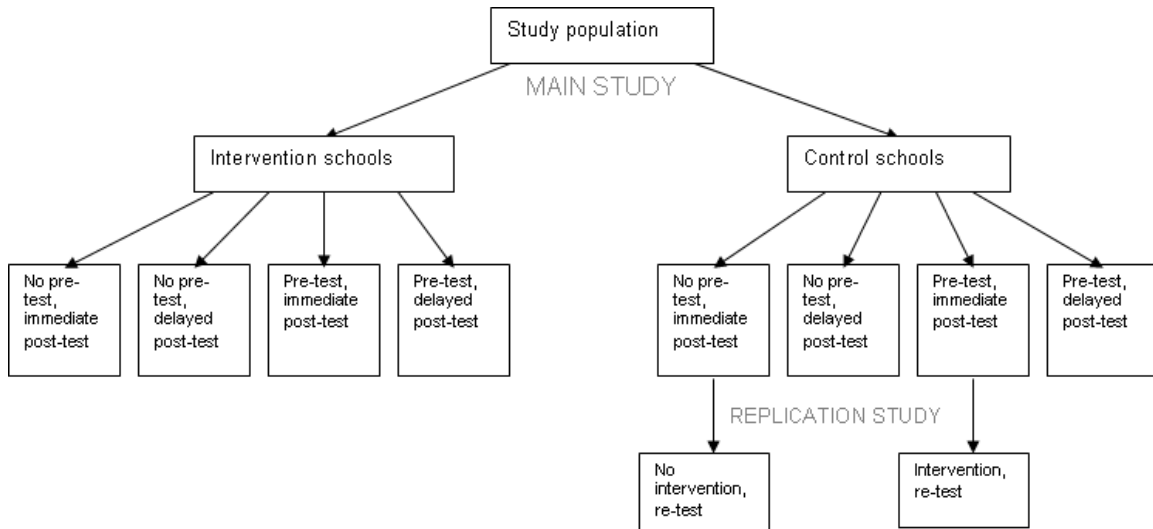 Study population
MAIN STUDY
Intervention schools
Control schools
No pre-
test,
immediate
post-test
No pre-
test,
delayed
post-test
Pre-test,
immediate
post-test
Pre-test,
delayed
post-test
No pre-
test,
immediate
post-test
No pre-
test,
delayed
post-test
Pre-test,
immediate
post-test
Pre-test,
delayed
post-test
REPLICATION STUDY
No
intervention,
re-test
Intervention,
re-test